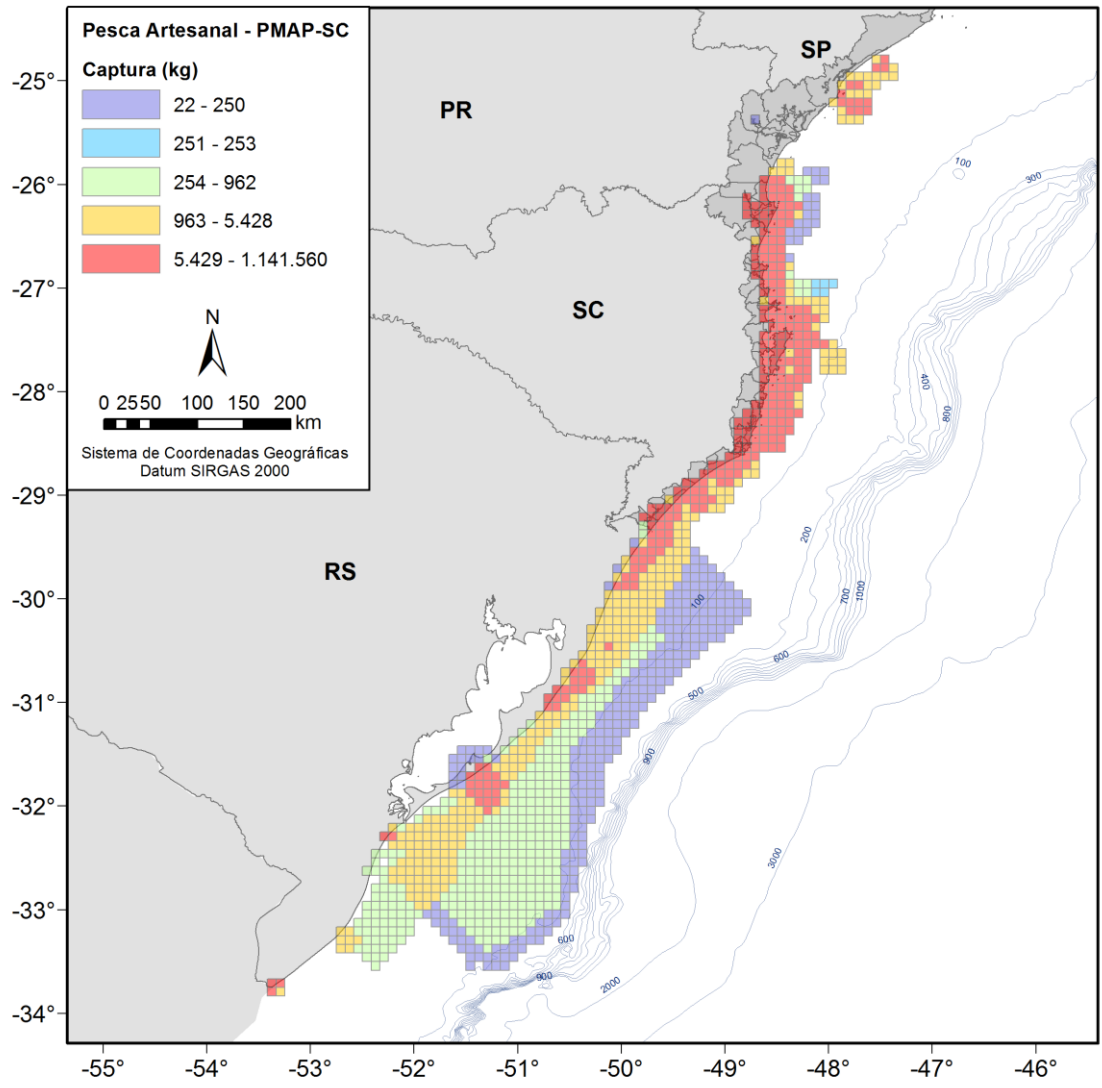 Pesca Artesanal - PMAP-SC
Captura (kg)
22 - 250
251 - 253
254 - 962
963 - 5.428
5.429 - 1.141.560
N
0 25 50 100 150 200
km
Sistema de Coordenadas Geográficas
Datum SIRGAS 2000
SP
PR
SC
RS
100
300
400
800
200
700
1000
100
600
500
900
3000
600
900
2000
-25°
-26°
-27°
-28°
-29°
-30°
-31°
-32°
-33°
-34°
-55° -54° -53° -52° -51° -50° -49° -48° -47° -46°